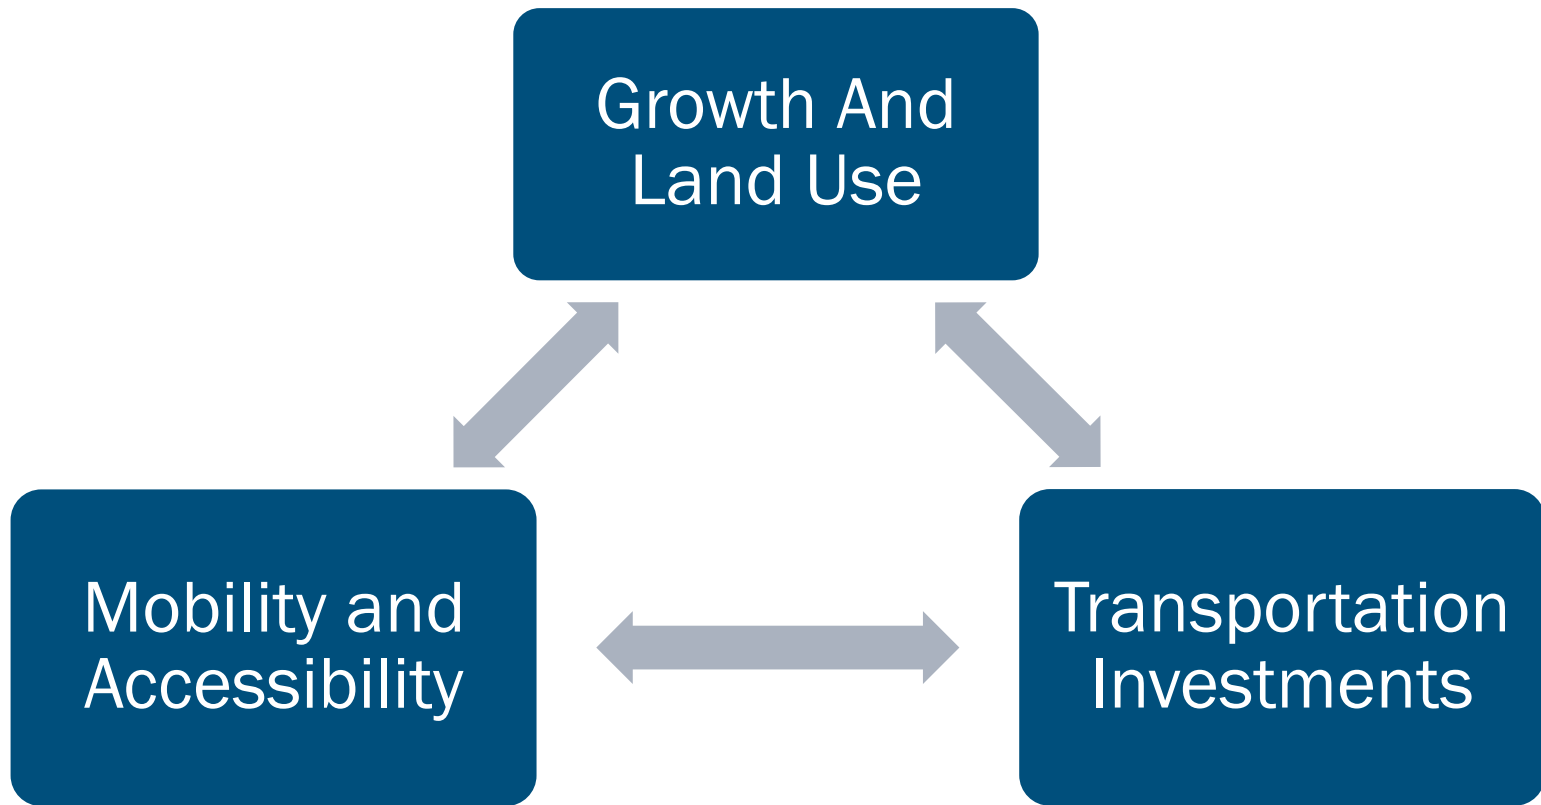 Growth And
Land Use
Mobility and
Accessibility
Transportation
Investments